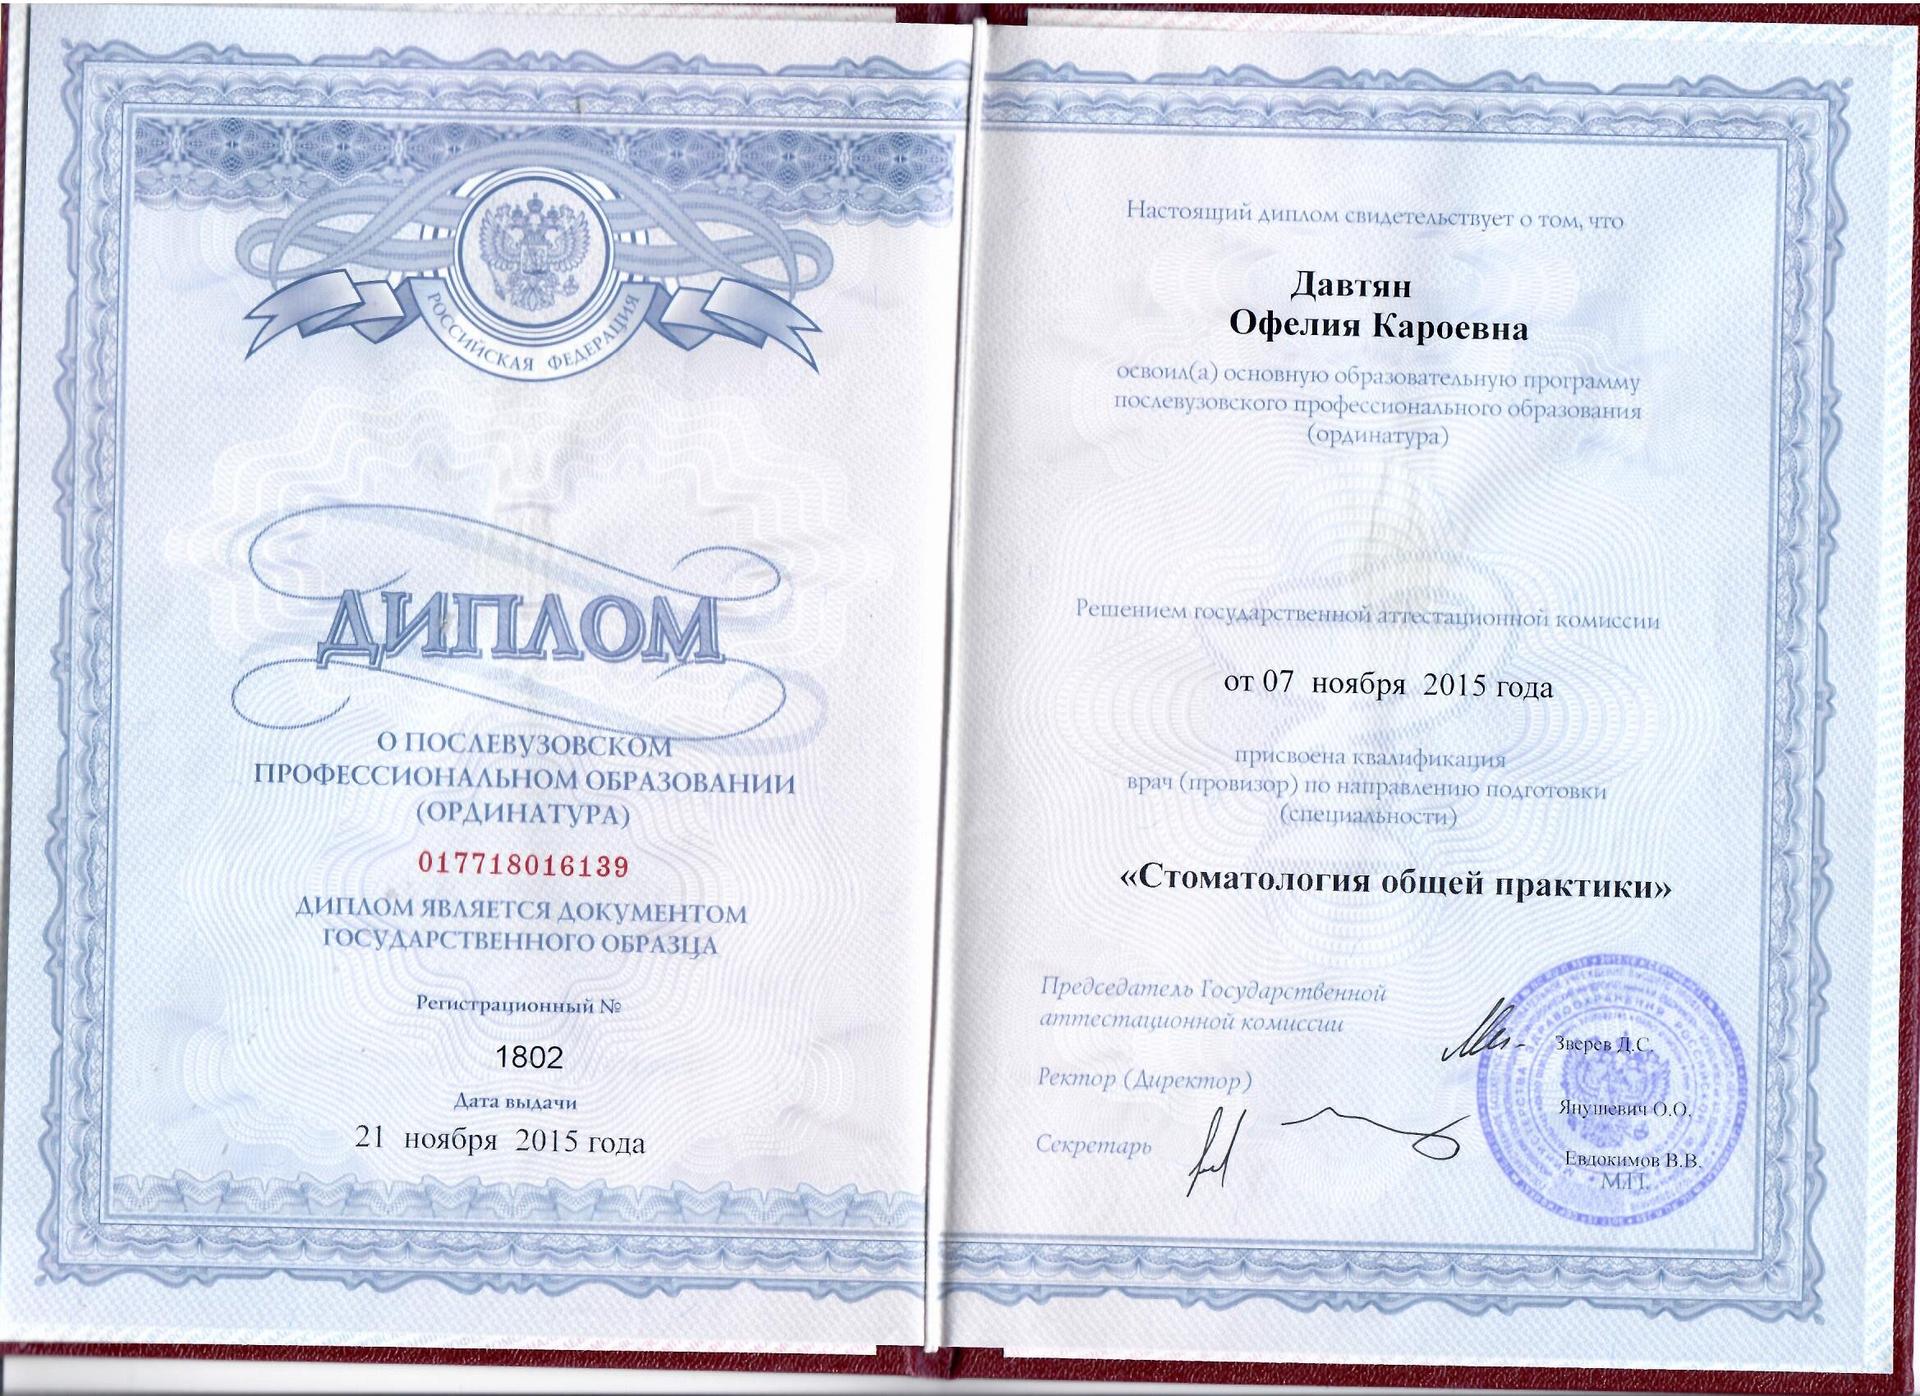 РОССИЙСКАЯ ФЕДЕРАЦИЯ
ДИПЛОМ
О ПОСЛЕВУЗОВСКОМ
ПРОФЕССИОНАЛЬНОМ ОБРАЗОВАНИИ
(ОРДИНАТУРА)
017718016139
ДИПЛОМ ЯВЛЯЕТСЯ ДОКУМЕНТОМ
ГОСУДАРСТВЕННОГО ОБРАЗЦА
Регистрационный №
1802
Дата выдачи
21 ноября 2015 года
Настоящий диплом свидетельствует о том, что
Давтян
Офелия Кароевна
освоил(а) основную образовательную программу
послевузовского профессионального образования
(ординатура)
Решением государственной аттестационной комиссии
от 07 ноября 2015 года
присвоена квалификация
врач (провизор) по направлению подготовки
(специальности)
«Стоматология общей практики»
Председатель Государственной
аттестационной комиссии
Зверев Д.С.
Ректор (Директор)
Янушевич О.О.
Секретарь
Евдокимов В.В.
М.П.